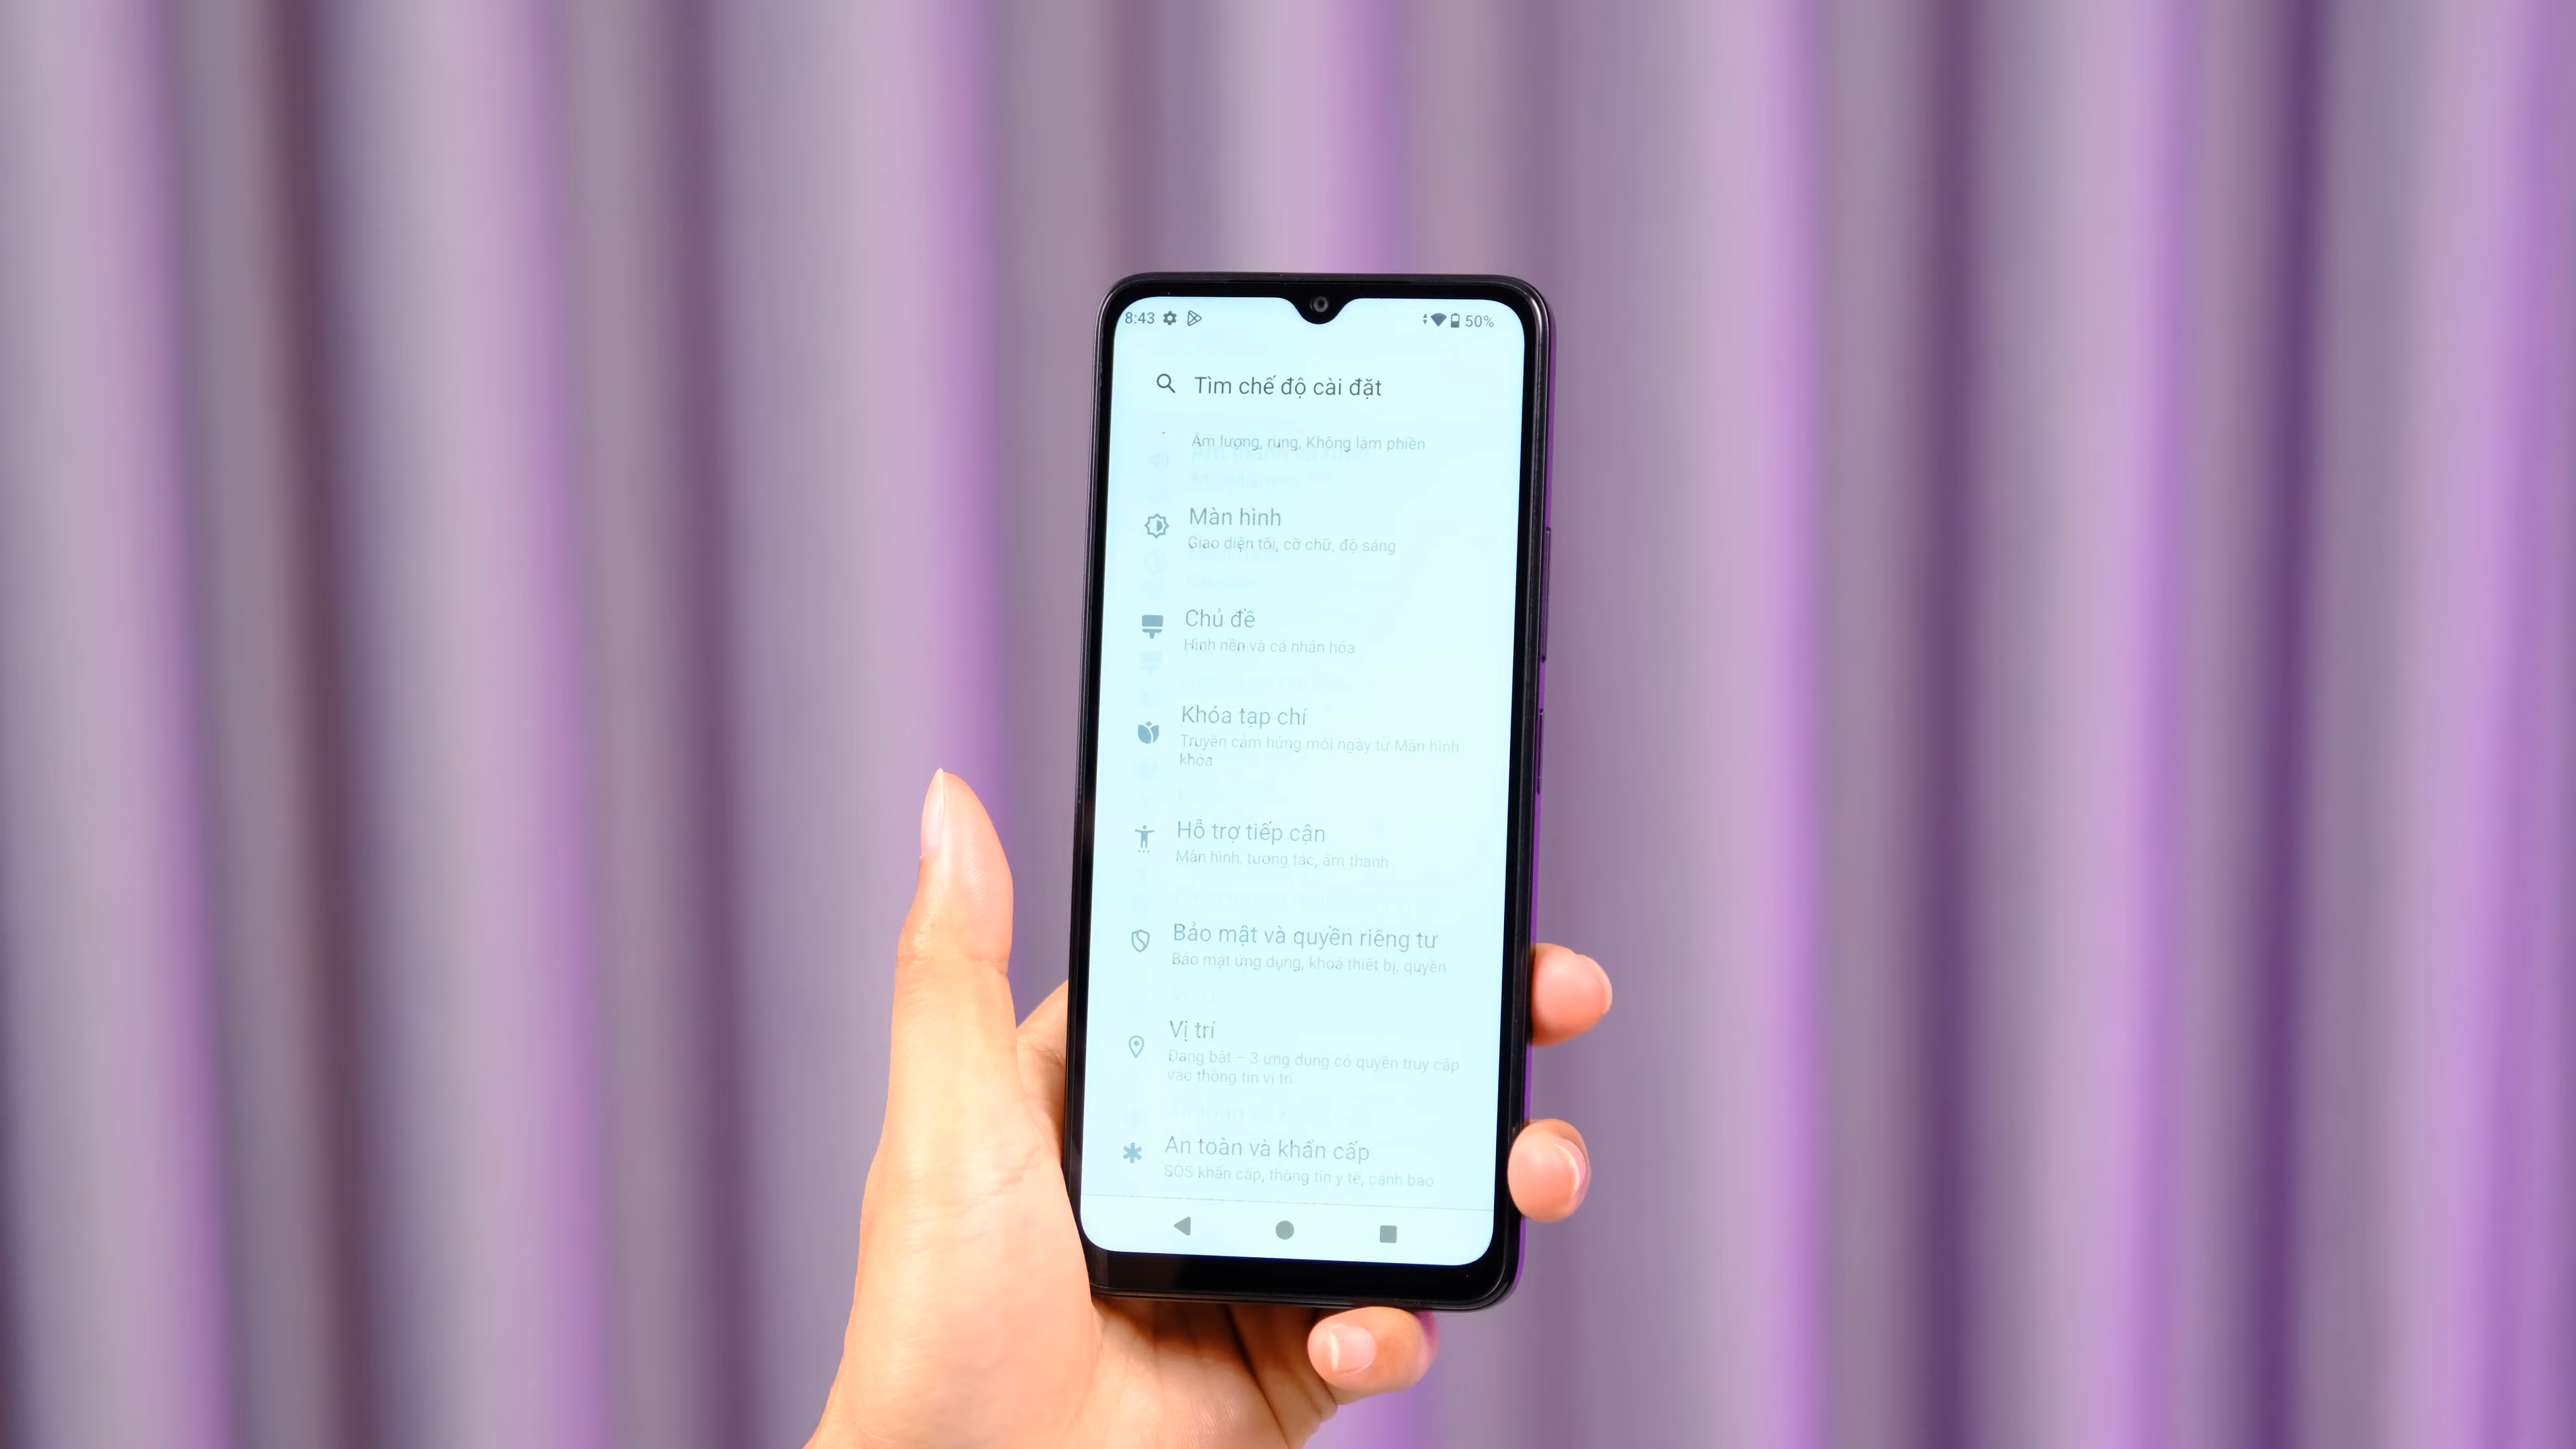 8:43 50%
Tìm chế độ cài đặt
Âm lượng, rung, Không làm phiền
Màn hình
Giao diện tối, cỡ chữ, độ sáng
Chủ đề
Hình nền và cá nhân hóa
Khóa tạp chí
Truyền cảm hứng mỗi ngày từ Màn hình
khóa
Hỗ trợ tiếp cận
Màn hình, tương tác, âm thanh
Bảo mật và quyền riêng tư
Bảo mật ứng dụng, khoá thiết bị, quyền
Vị trí
Đang bật – 3 ứng dụng có quyền truy cập
vào thông tin vị trí
An toàn và khẩn cấp
SOS khẩn cấp, thông tin y tế, cảnh báo